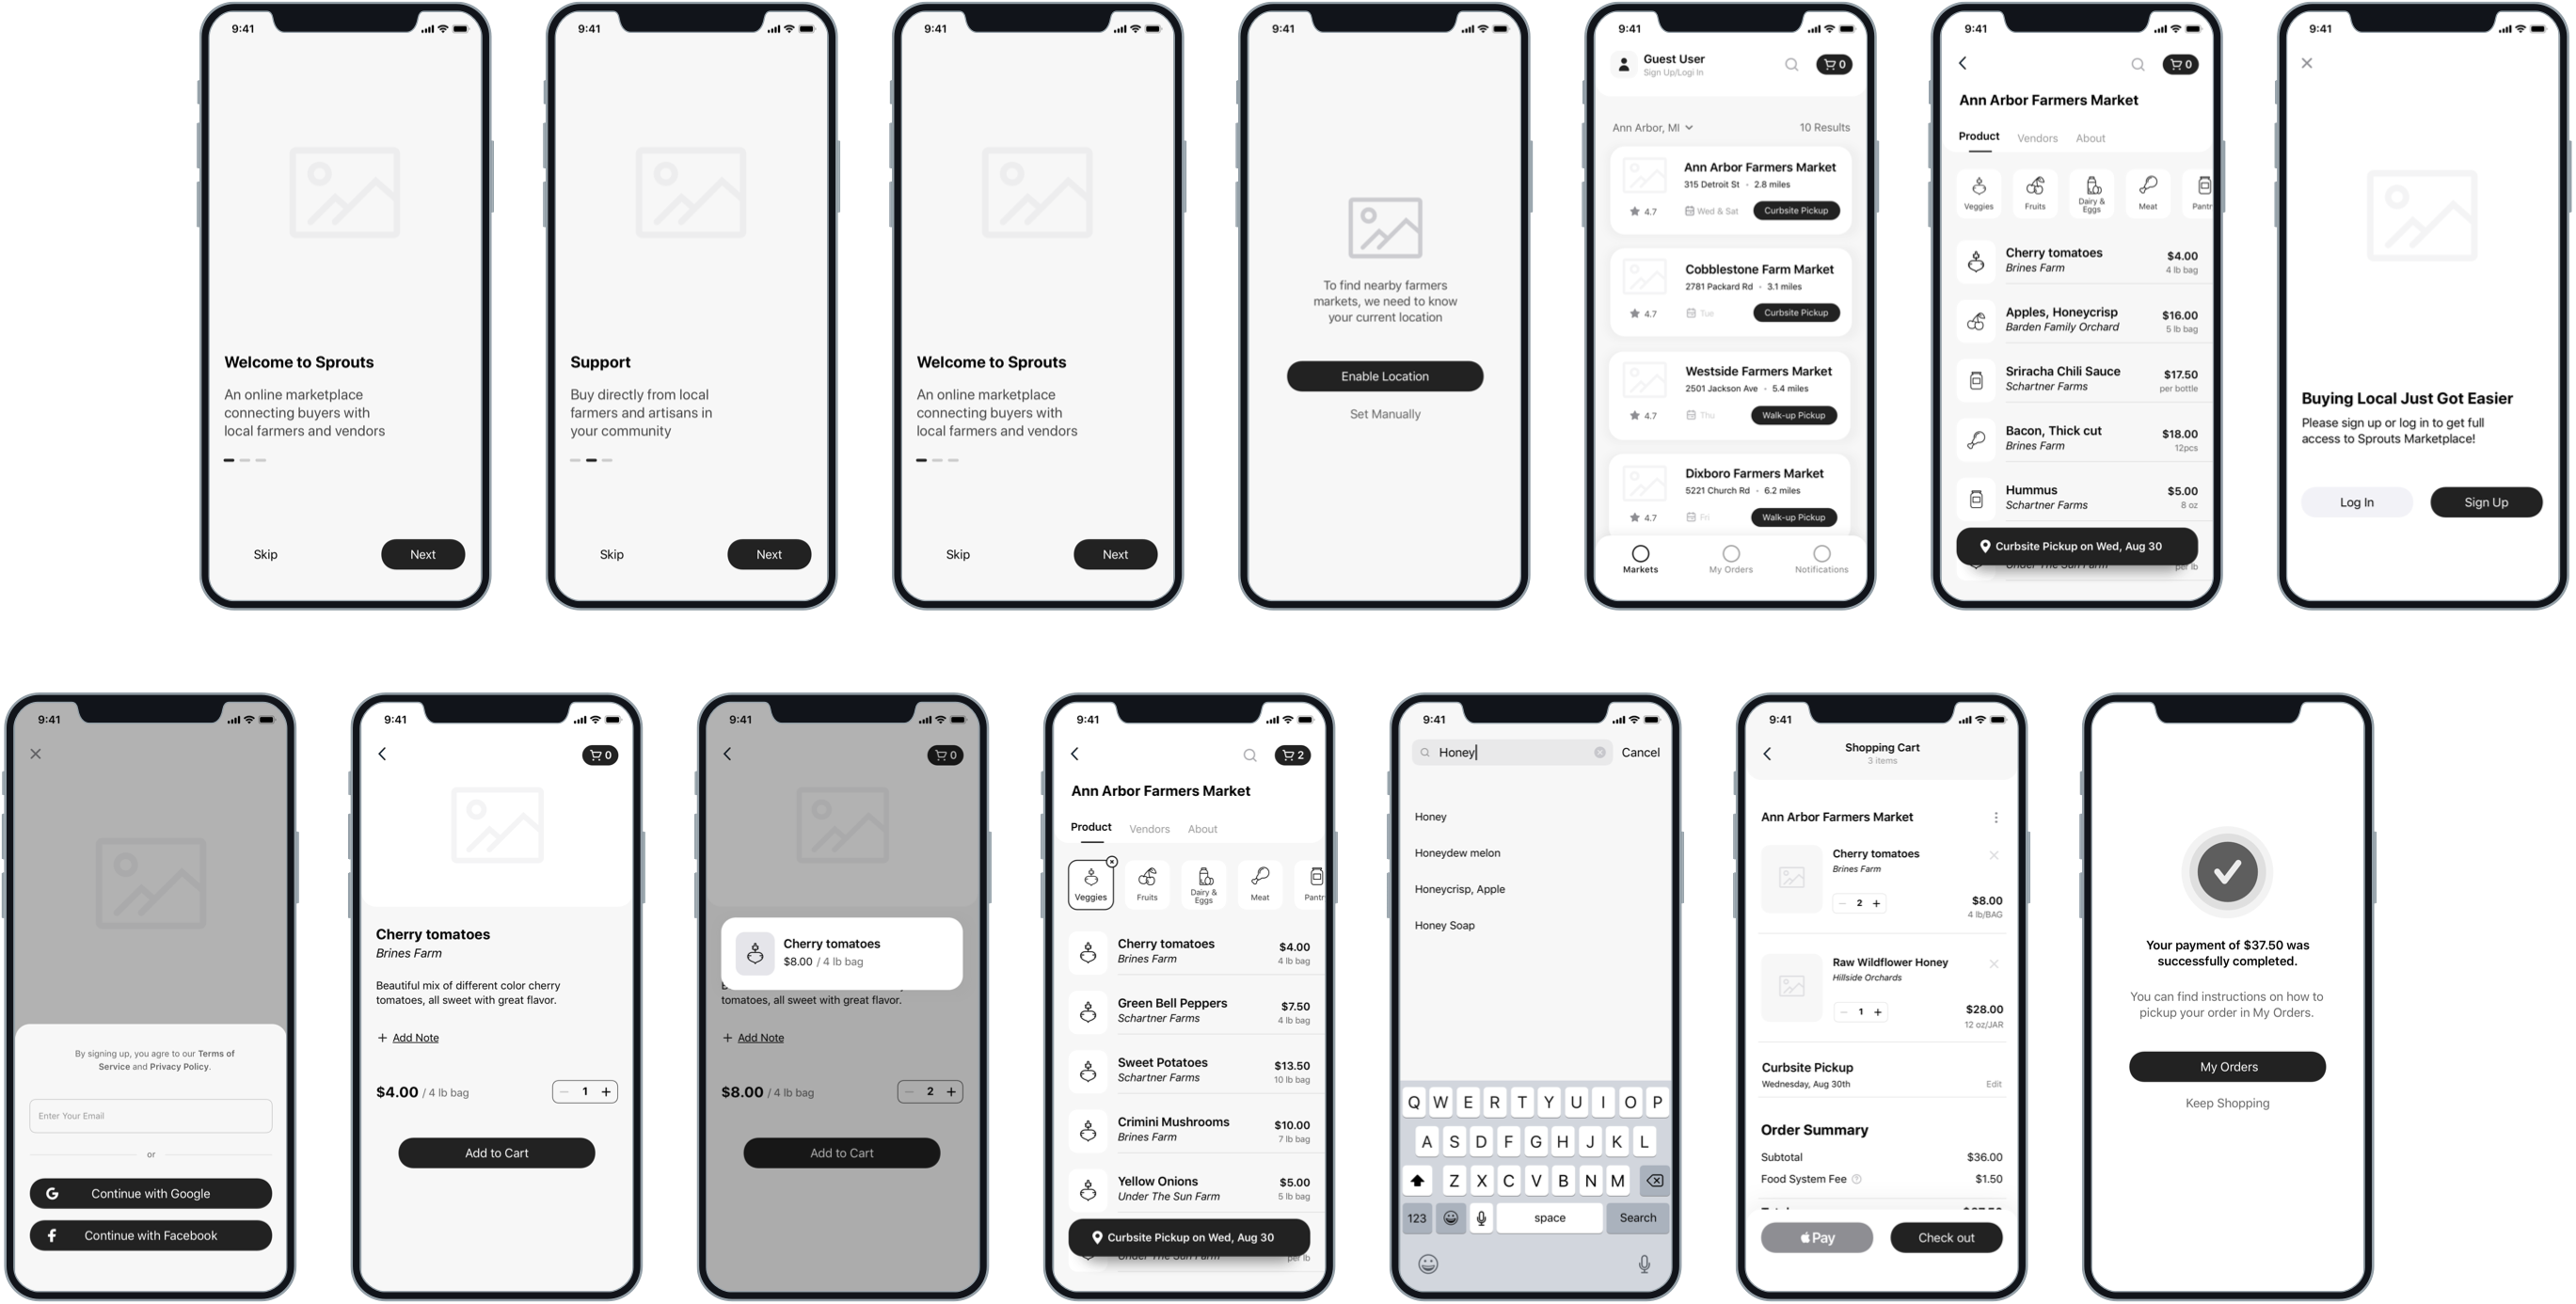 9:41
Welcome to Sprouts
An online marketplace
connecting buyers with
local farmers and vendors
Skip
Next
9:41
Support
Buy directly from local
farmers and artisans in
your community
Skip
Next
9:41
Welcome to Sprouts
An online marketplace
connecting buyers with
local farmers and vendors
Skip
Next
9:41
To find nearby farmers
markets, we need to know
your current location
Enable Location
Set Manually
9:41
Guest User
Sign Up/Logi In
0
Ann Arbor, MI
10 Results
Ann Arbor Farmers Market
315 Detroit St • 2.8 miles
4.7
Wed & Sat
Curbsite Pickup
Cobblestone Farm Market
2781 Packard Rd • 3.1 miles
4.7
Tue
Curbsite Pickup
Westside Farmers Market
2501 Jackson Ave • 5.4 miles
4.7
Thu
Walk-up Pickup
Dixboro Farmers Market
5221 Church Rd • 6.2 miles
4.7
Fri
Walk-up Pickup
Markets
My Orders
Notifications
9:41
0
Ann Arbor Farmers Market
Product
Vendors
About
Veggies
Fruits
Dairy &
Eggs
Meat
Pantr
Cherry tomatoes
$4.00
Brines Farm
4 lb bag
Apples, Honeycrisp
$16.00
Barden Family Orchard
5 lb bag
Sriracha Chili Sauce
$17.50
Schartner Farms
per bottle
Bacon, Thick cut
$18.00
Brines Farm
12pcs
Hummus
$5.00
Schartner Farms
8 oz
Curbsite Pickup on Wed, Aug 30
Under The Sun Farm
per lb
9:41
Buying Local Just Got Easier
Please sign up or log in to get full
access to Sprouts Marketplace!
Log In
Sign Up
9:41
By signing up, you agre to our Terms of
Service and Privacy Policy.
Enter Your Email
or
Continue with Google
Continue with Facebook
9:41
0
Cherry tomatoes
Brines Farm
Beautiful mix of different color cherry
tomatoes, all sweet with great flavor.
+ Add Note
$4.00 / 4 lb bag
− 1 +
Add to Cart
9:41
0
Cherry tomatoes
$8.00 / 4 lb bag
tomatoes, all sweet with great flavor.
+ Add Note
$8.00 / 4 lb bag
− 2 +
Add to Cart
9:41
2
Ann Arbor Farmers Market
Product
Vendors
About
Veggies
Fruits
Dairy &
Eggs
Meat
Pantr
Cherry tomatoes
$4.00
Brines Farm
4 lb bag
Green Bell Peppers
$7.50
Schartner Farms
4 lb bag
Sweet Potatoes
$13.50
Schartner Farms
10 lb bag
Crimini Mushrooms
$10.00
Brines Farm
7 lb bag
Yellow Onions
$5.00
Under The Sun Farm
5 lb bag
Curbsite Pickup on Wed, Aug 30
Under The Sun Farm
per lb
9:41
Honey
Cancel
Honey
Honeydew melon
Honeycrisp, Apple
Honey Soap
Q W E R T Y U I O P
A S D F G H J K L
Z X C V B N M
123
space
Search
9:41
Shopping Cart
3 items
Ann Arbor Farmers Market
Cherry tomatoes
Brines Farm
− 2 +
$8.00
4 lb/BAG
Raw Wildflower Honey
Hillside Orchards
− 1 +
$28.00
12 oz/JAR
Curbsite Pickup
Wednesday, Aug 30th
Edit
Order Summary
Subtotal
$36.00
Food System Fee
$1.50
Pay
Check out
Your payment of $37.50 was
successfully completed.
You can find instructions on how to
pickup your order in My Orders.
My Orders
Keep Shopping